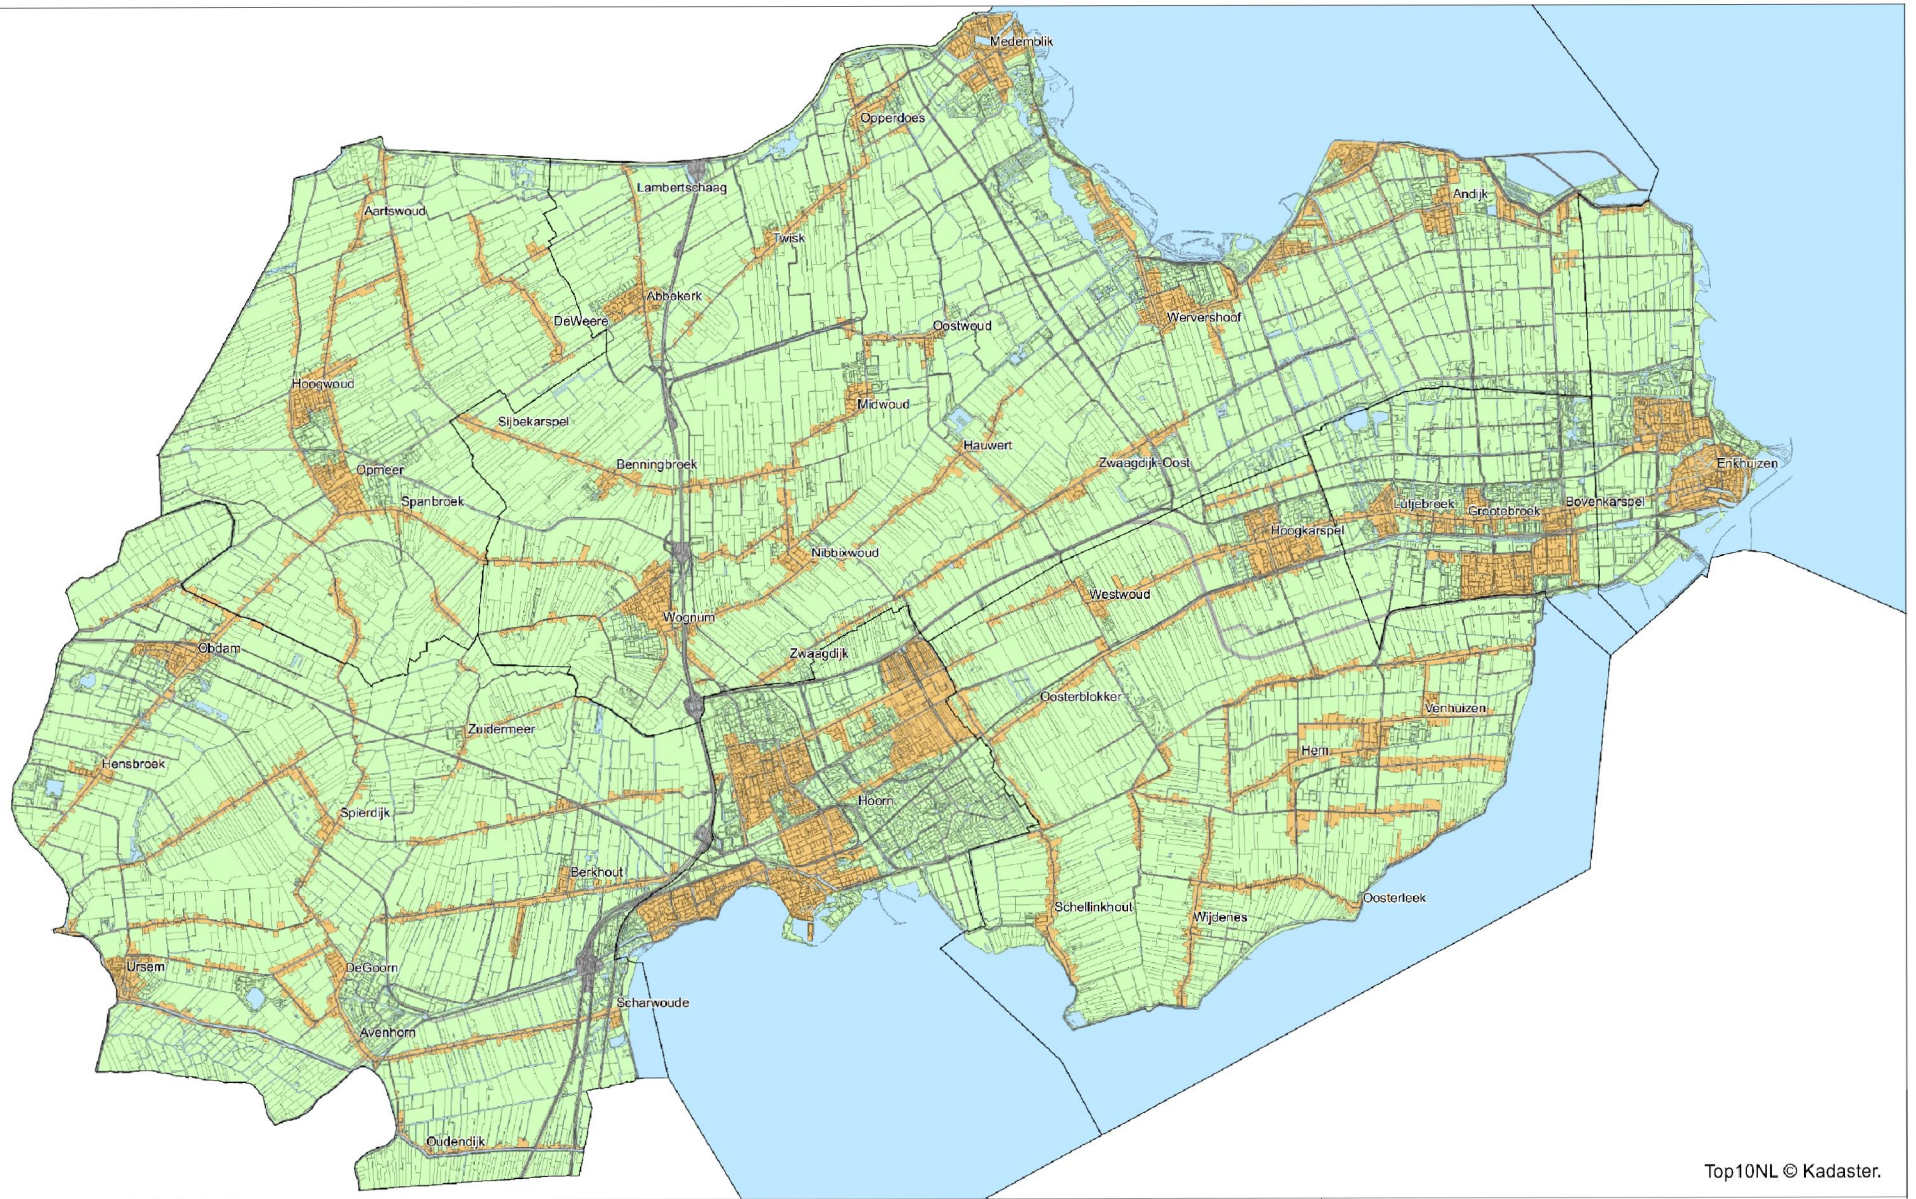 Medemblik
Opperdoes
Lambertschaag
Andijk
Aartswoud
Twisk
Abbekerk
DeWeere
Wervershoof
Oostwoud
Hoogwoud
Midwoud
Sijbekarspel
Hauwert
Benningbroek
Zwaagdijk-Oost
Enkhuizen
Opmeer
Spanbroek
Lutjebroek
Grootebroek
Bovenkarspel
Hoogkarspel
Nibbixwoud
Westwoud
Wognum
Obdam
Zwaagdijk
Oosterblokker
Venhuizen
Zuidermeer
Hem
Hensbroek
Hoorn
Spierdijk
Berkhout
Oosterleek
Schellinkhout
Wijdenes
Ursem
DeGoorn
Scharwoude
Avenhorn
Oudendijk
Top10NL © Kadaster.